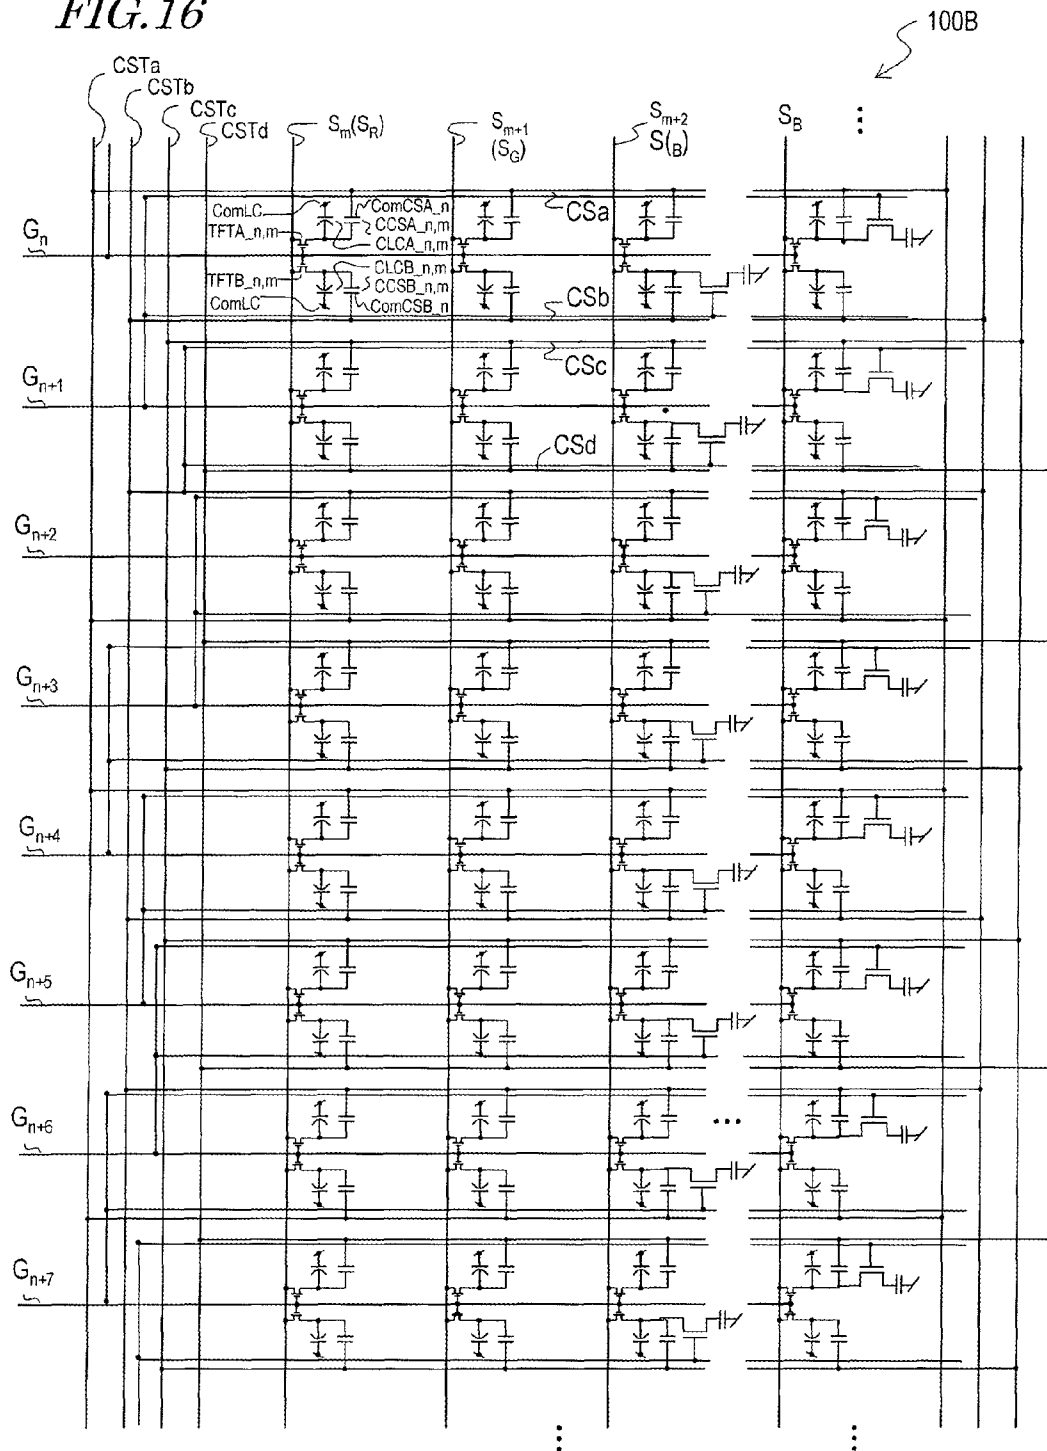 FIG.16
100B
CSTa
CSTb
CSTc
CSTd
Sm(SR)
Sm+1
(SG)
Sm+2
S(B)
SB
Gn
ComLC
ComCSA_n
TFTA_n,m
CCSA_n,m
CLCA_n,m
CSa
TFTB_n,m
CLCB_n,m
CCSB_n,m
ComLC
ComCSB_n
CSb
CSc
Gn+1
CSd
Gn+2
Gn+3
Gn+4
Gn+5
Gn+6
Gn+7